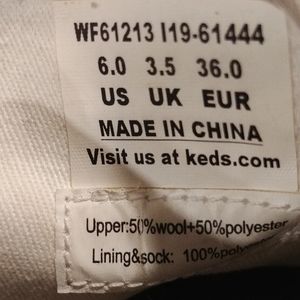 WF61213 I19-61444
6.0 3.5 36.0
US UK EUR
MADE IN CHINA
Visit us at keds.com
Upper:50%wool+50%polyester
Lining&sock: 100%polyester